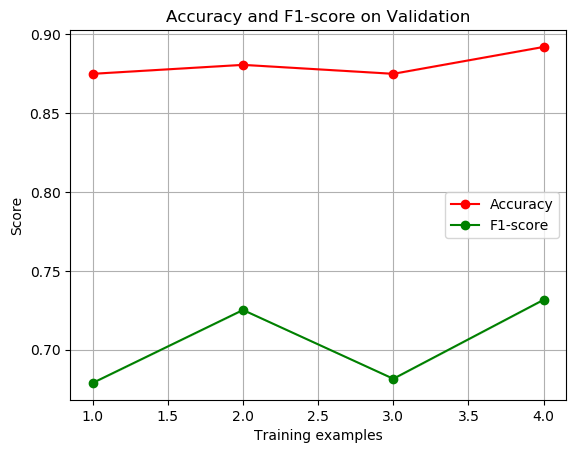 Accuracy and F1-score on Validation
0.90
0.85
0.80
0.75
0.70
Score
Accuracy
F1-score
1.0 1.5 2.0 2.5 3.0 3.5 4.0
Training examples